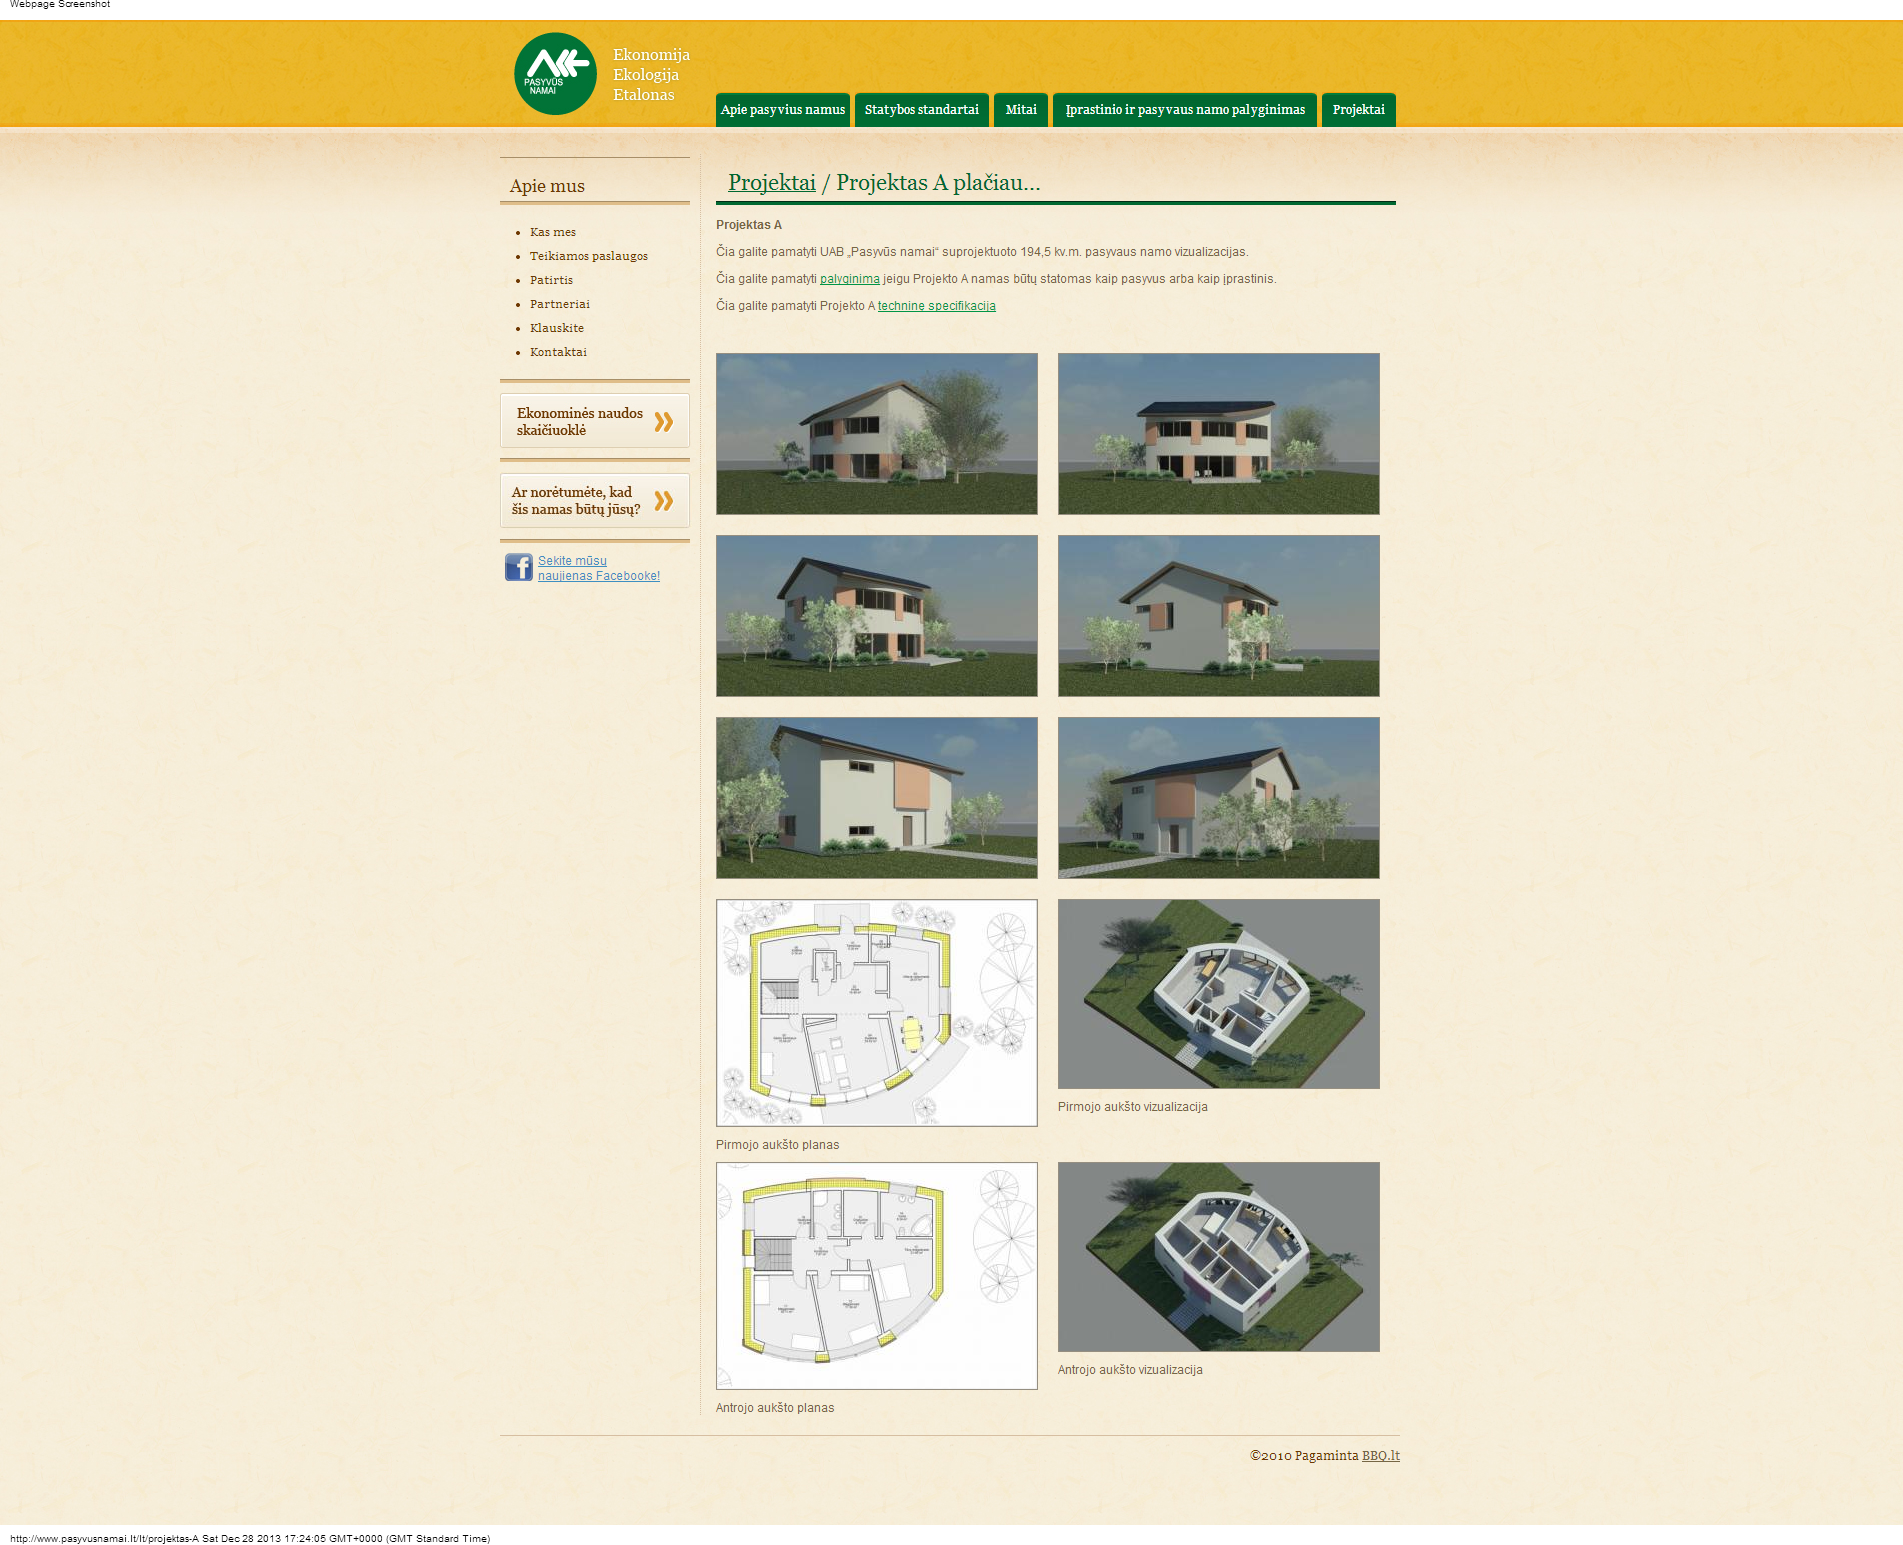 Webpage Screenshot
PASYVŪS
NAMAI
Ekonomija
Ekologija
Etalonas
Apie pasyvius namus
Statybos standartai
Mitai
Įprastinio ir pasyvaus namo palyginimas
Projektai
Apie mus
Kas mes
Teikiamos paslaugos
Patirtis
Partneriai
Klauskite
Kontaktai
Ekonominės naudos
skaičiuoklė
Ar norėtumėte, kad
šis namas būtų jūsų?
Sekite mūsu
naujienas Facebooke!
Projektai / Projektas A plačiau...
Projektas A
Čia galite pamatyti UAB „Pasyvūs namai“ suprojektuoto 194,5 kv.m. pasyvaus namo vizualizacijas.
Čia galite pamatyti palyginimą jeigu Projekto A namas būtų statomas kaip pasyvus arba kaip įprastinis.
Čia galite pamatyti Projekto A techninę specifikaciją
Pirmojo aukšto planas
Pirmojo aukšto vizualizacija
Antrojo aukšto planas
Antrojo aukšto vizualizacija
©2010 Pagaminta BBQ.lt
http://www.pasyvusnamai.lt/lt/projektas-A Sat Dec 28 2013 17:24:05 GMT+0000 (GMT Standard Time)